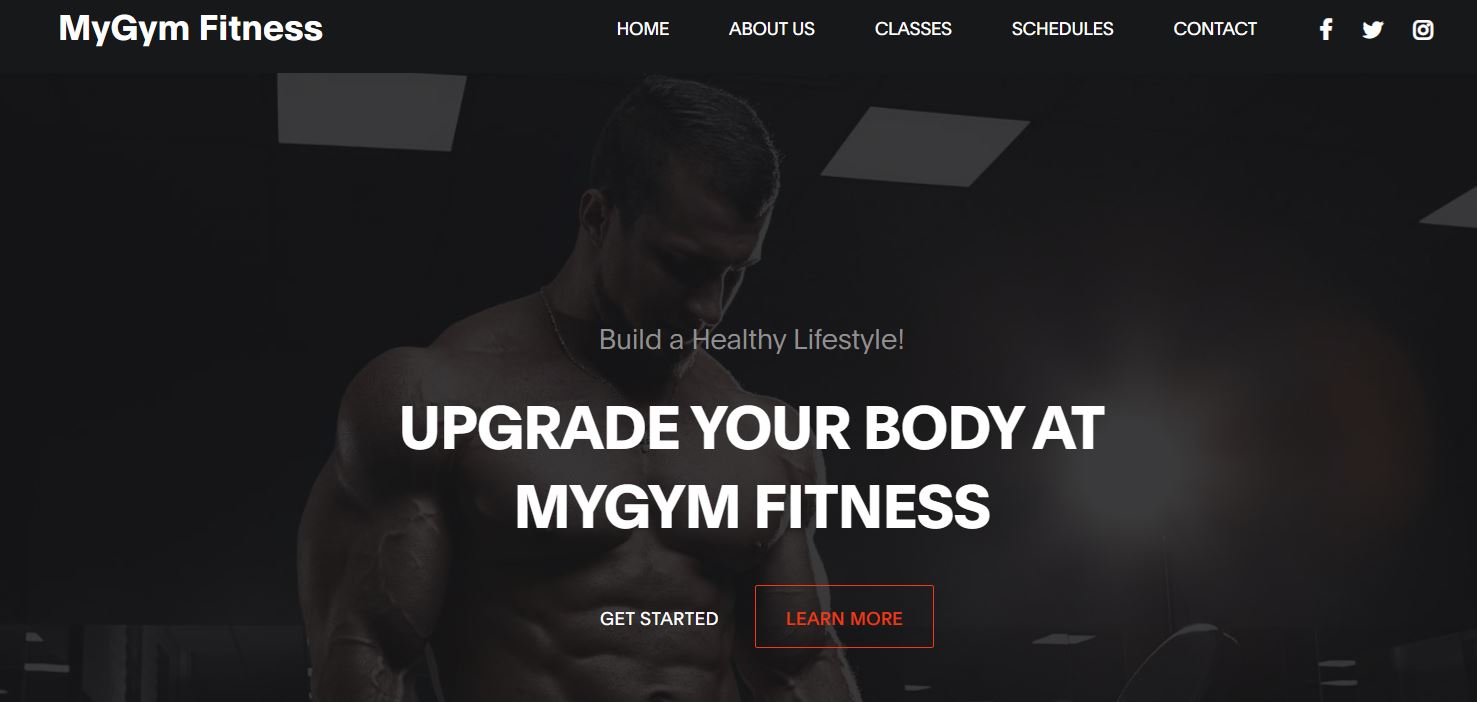 MyGym Fitness
HOME ABOUT US CLASSES SCHEDULES CONTACT
Build a Healthy Lifestyle!
UPGRADE YOUR BODY AT
MYGYM FITNESS
GET STARTED LEARN MORE